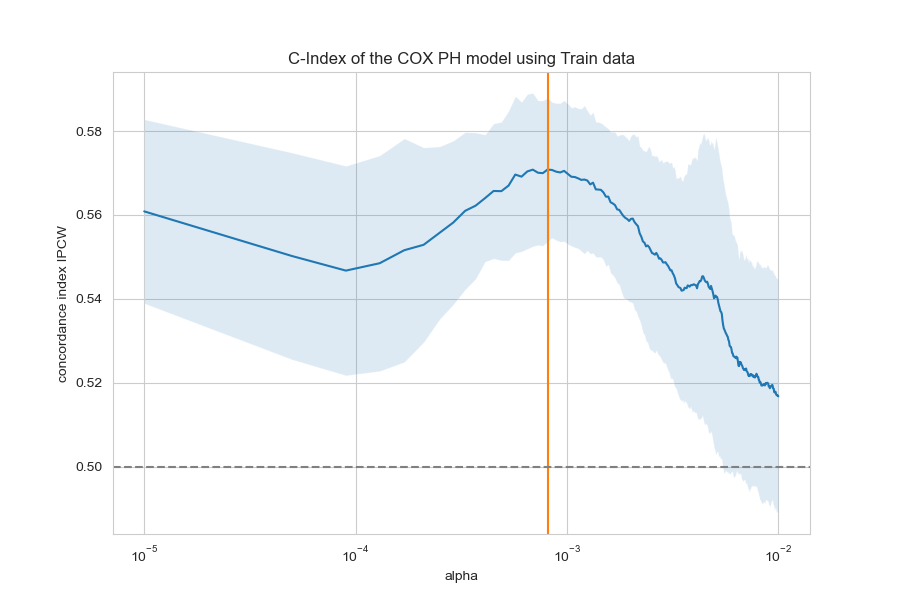 C-Index of the COX PH model using Train data
concordance index IPCW
0.58
0.56
0.54
0.52
0.50
10⁻⁵ 10⁻⁴ 10⁻³ 10⁻²
alpha